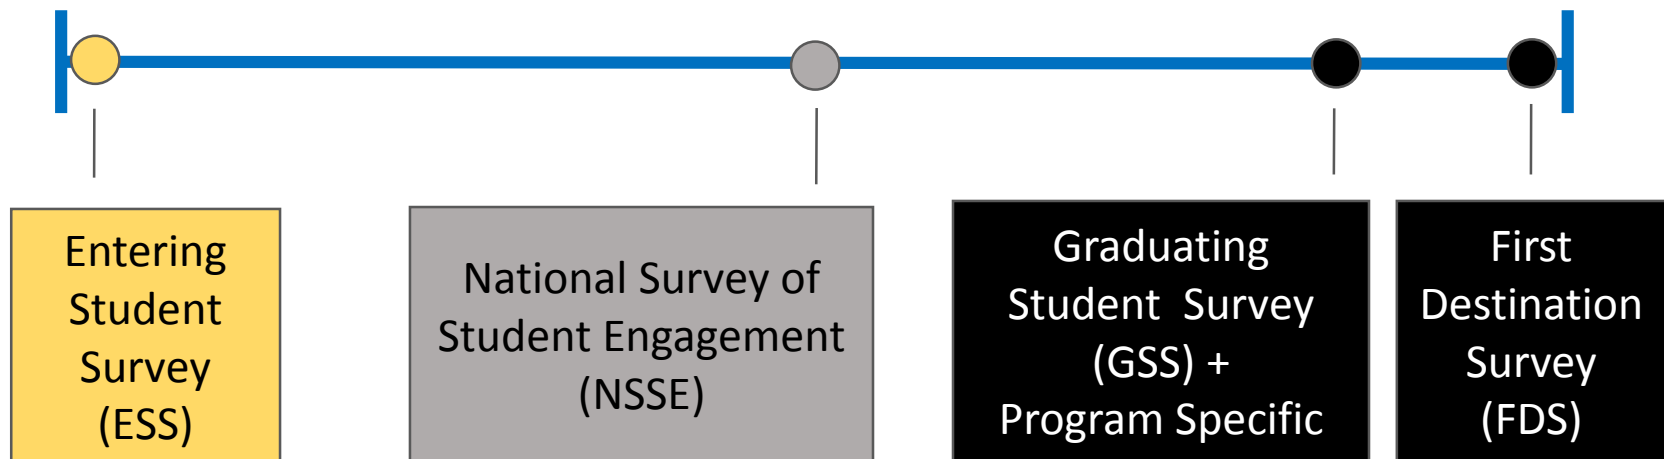 Entering
Student
Survey
(ESS)
National Survey of
Student Engagement
(NSSE)
Graduating
Student  Survey
(GSS) +
Program Specific
First
Destination
Survey
(FDS)